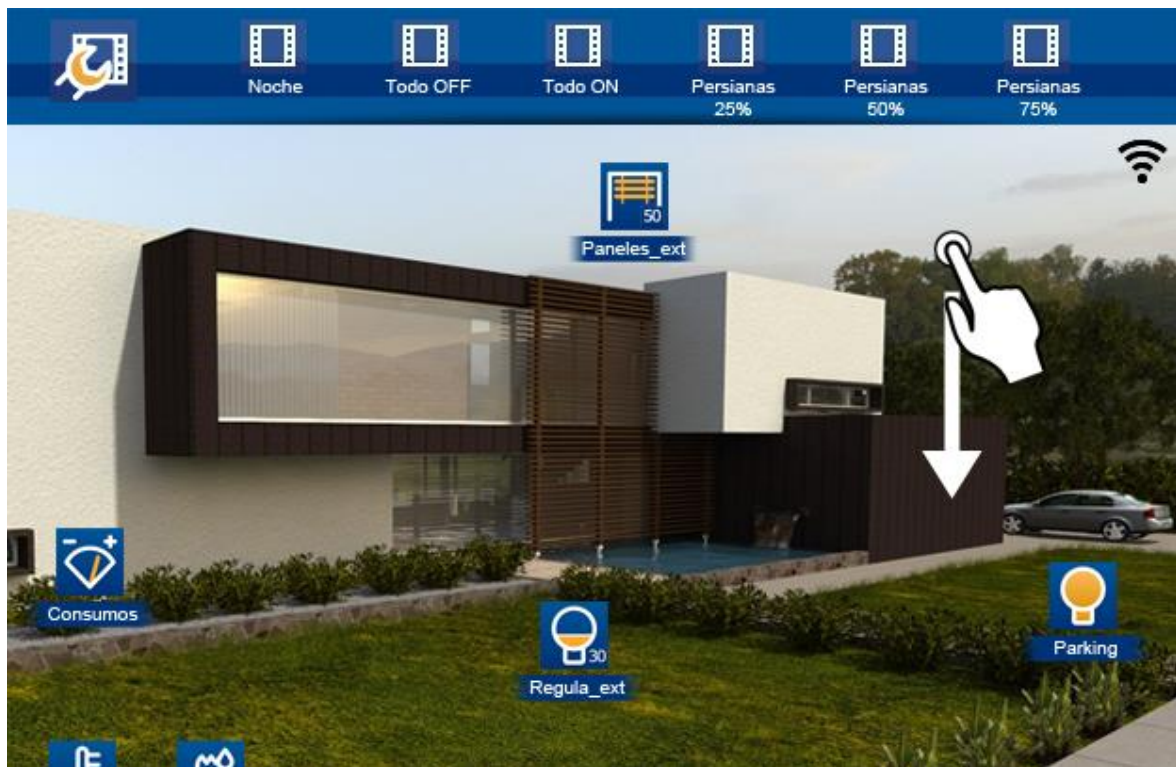 Noche
Todo OFF
Todo ON
Persianas
25%
Persianas
50%
Persianas
75%
50
Paneles_ext
Consumos
30
Regula_ext
Parking